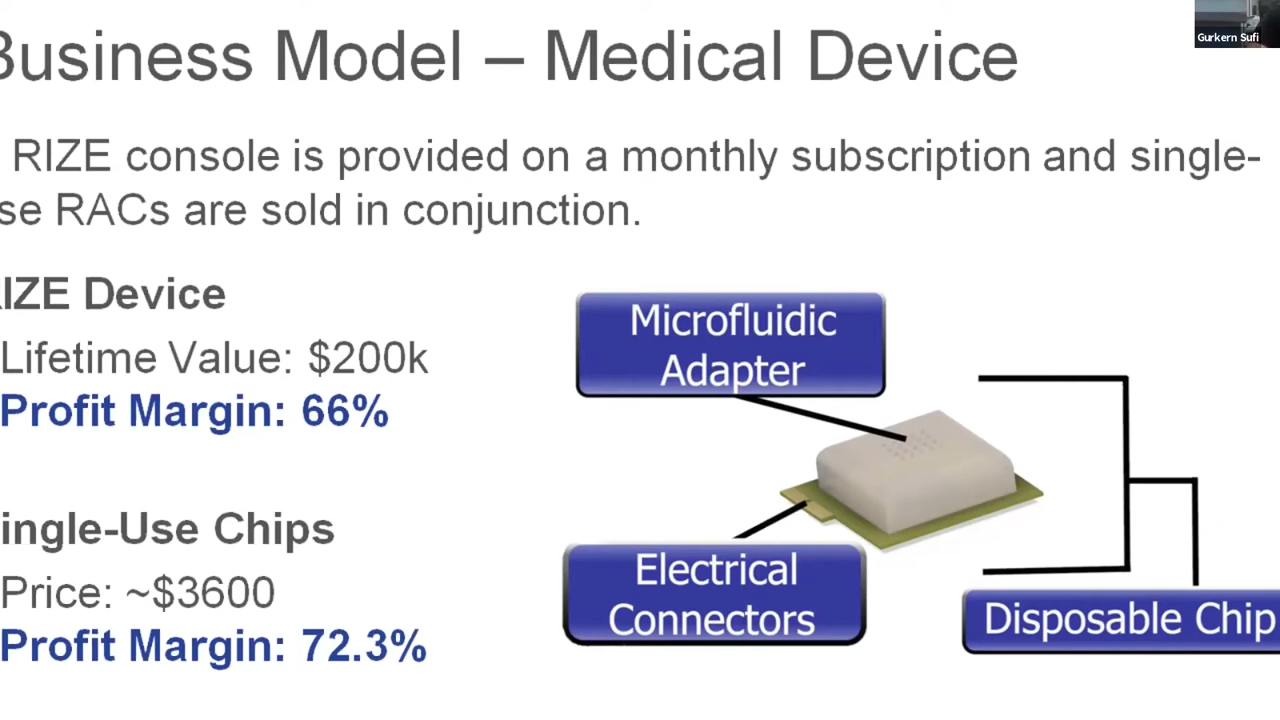 Business Model – Medical Device
Gurkern Sufi
RIZE console is provided on a monthly subscription and single-
se RACs are sold in conjunction.
RIZE Device
Lifetime Value: $200k
Profit Margin: 66%
ingle-Use Chips
Price: ~$3600
Profit Margin: 72.3%
Microfluidic
Adapter
Electrical
Connectors
Disposable Chip